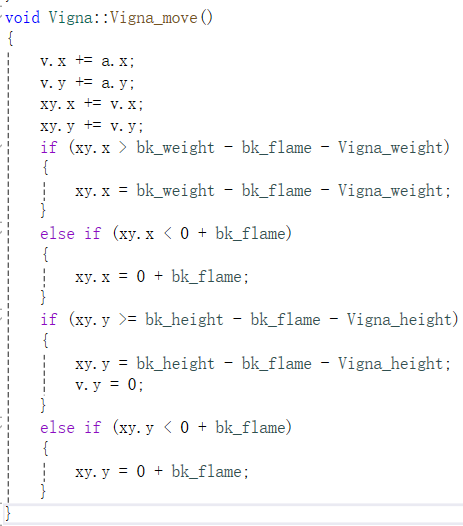 void Vigna::Vigna_move()
{
    v.x += a.x;
    v.y += a.y;
    xy.x += v.x;
    xy.y += v.y;
    if (xy.x > bk_weight - bk_flame - Vigna_weight)
    {
        xy.x = bk_weight - bk_flame - Vigna_weight;
    }
    else if (xy.x < 0 + bk_flame)
    {
        xy.x = 0 + bk_flame;
    }
    if (xy.y >= bk_height - bk_flame - Vigna_height)
    {
        xy.y = bk_height - bk_flame - Vigna_height;
        v.y = 0;
    }
    else if (xy.y < 0 + bk_flame)
    {
        xy.y = 0 + bk_flame;
    }
}